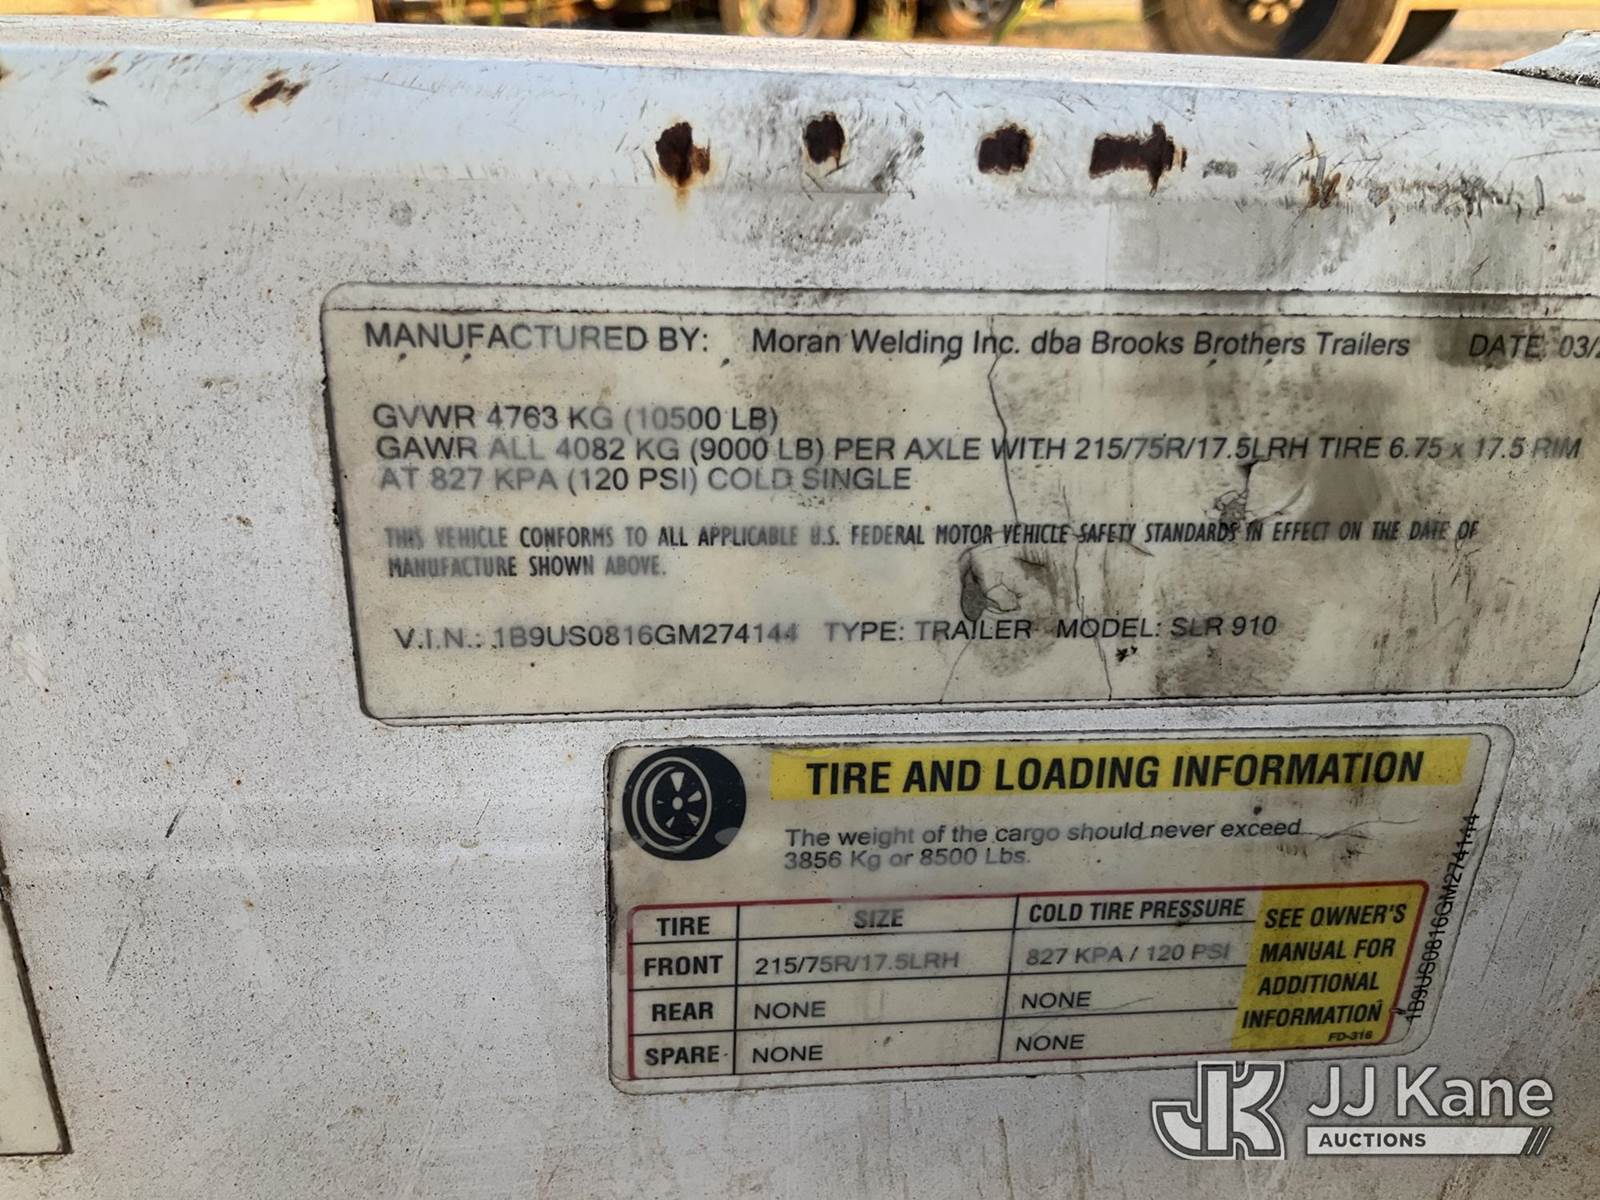 MANUFACTURED BY: Moran Welding Inc. dba Brooks Brothers Trailers DATE: 03/2
GVWR 4763 KG (10500 LB)
GAWR ALL 4082 KG (9000 LB) PER AXLE WITH 215/75R/17.5LRH TIRE 6.75 x 17.5 RIM
AT 827 KPA (120 PSI) COLD SINGLE
THIS VEHICLE CONFORMS TO ALL APPLICABLE U.S. FEDERAL MOTOR VEHICLE SAFETY STANDARDS IN EFFECT ON THE DATE OF
MANUFACTURE SHOWN ABOVE.
V.I.N.: 1B9US0816GM274144 TYPE: TRAILER MODEL: SLR 910
TIRE AND LOADING INFORMATION
The weight of the cargo should never exceed
3856 Kg or 8500 Lbs.
TIRE SIZE COLD TIRE PRESSURE
FRONT 215/75R/17.5LRH 827 KPA / 120 PSI
REAR NONE NONE
SPARE NONE NONE
SEE OWNER'S
MANUAL FOR
ADDITIONAL
INFORMATION
FD-316
1B9US0816GM274144
JK JJ Kane
AUCTIONS